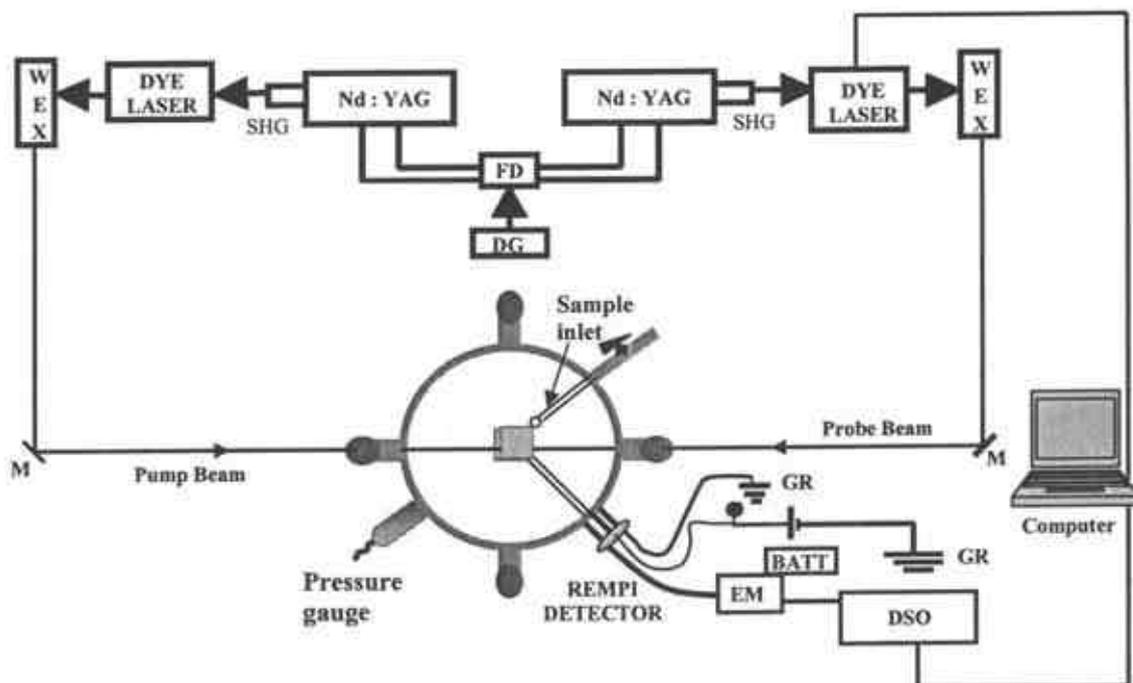 W
E
X
DYE
LASER
SHG
Nd : YAG
Nd : YAG
SHG
DYE
LASER
W
E
X
FD
DG
Sample
inlet
M
Pump Beam
Probe Beam
M
GR
Computer
Pressure
gauge
REMPI
DETECTOR
BATT
GR
EM
DSO